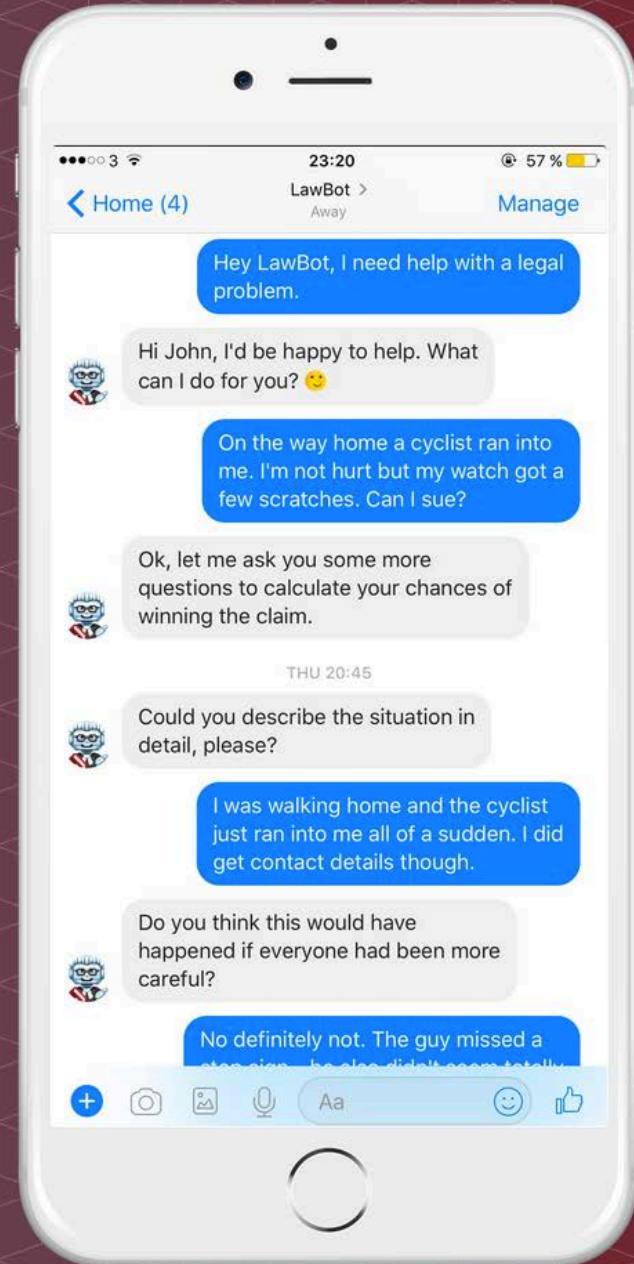 3 23:20 57 %
Home (4) LawBot > Manage
Away
Hey LawBot, I need help with a legal
problem.
Hi John, I'd be happy to help. What
can I do for you? 🙂
On the way home a cyclist ran into
me. I'm not hurt but my watch got a
few scratches. Can I sue?
Ok, let me ask you some more
questions to calculate your chances of
winning the claim.
THU 20:45
Could you describe the situation in
detail, please?
I was walking home and the cyclist
just ran into me all of a sudden. I did
get contact details though.
Do you think this would have
happened if everyone had been more
careful?
No definitely not. The guy missed a
Aa